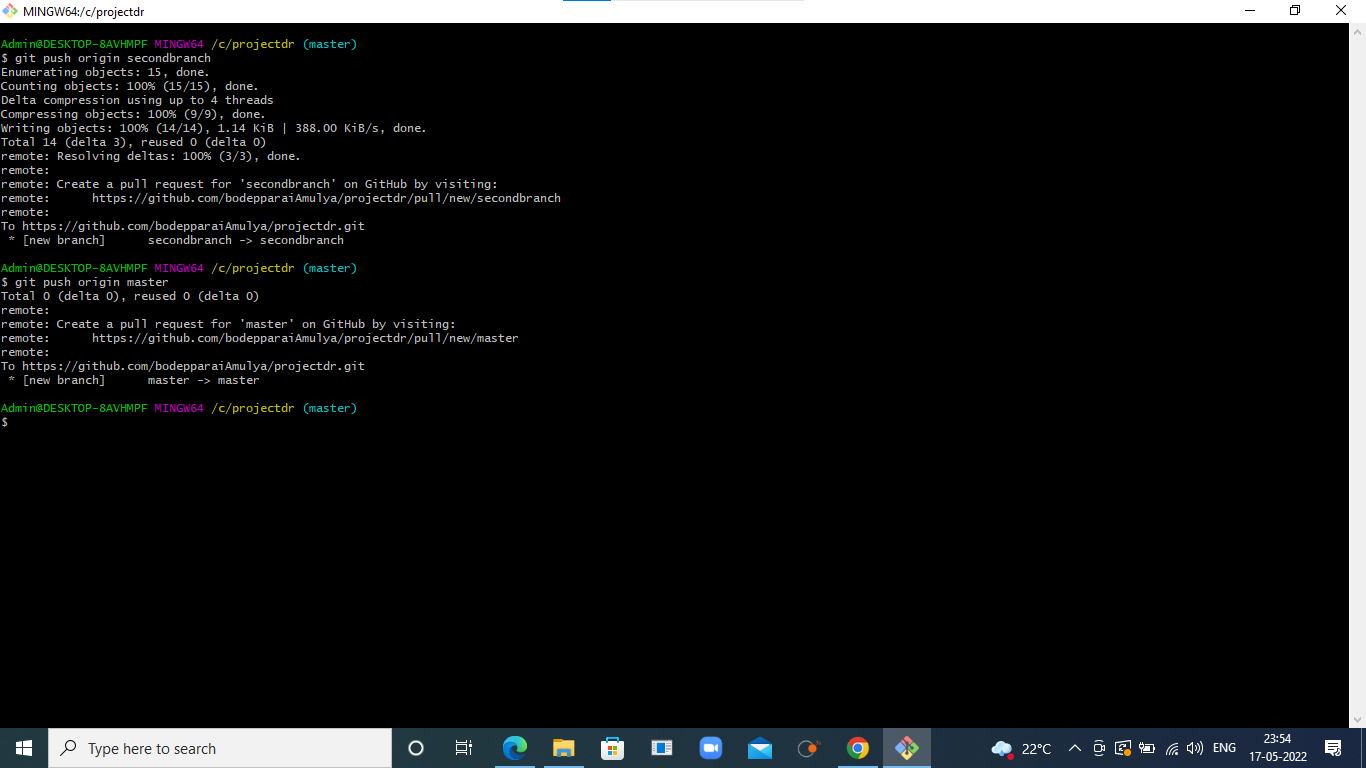 MINGW64:/c/projectdr
Admin@DESKTOP-8AVHMPF MINGW64 /c/projectdr (master)
$ git push origin secondbranch
Enumerating objects: 15, done.
Counting objects: 100% (15/15), done.
Delta compression using up to 4 threads
Compressing objects: 100% (9/9), done.
Writing objects: 100% (14/14), 1.14 KiB | 388.00 KiB/s, done.
Total 14 (delta 3), reused 0 (delta 0)
remote: Resolving deltas: 100% (3/3), done.
remote:
remote: Create a pull request for 'secondbranch' on GitHub by visiting:
remote:      https://github.com/bodepparaiAmulya/projectdr/pull/new/secondbranch
remote:
To https://github.com/bodepparaiAmulya/projectdr.git
 * [new branch]      secondbranch -> secondbranch
Admin@DESKTOP-8AVHMPF MINGW64 /c/projectdr (master)
$ git push origin master
Total 0 (delta 0), reused 0 (delta 0)
remote:
remote: Create a pull request for 'master' on GitHub by visiting:
remote:      https://github.com/bodepparaiAmulya/projectdr/pull/new/master
remote:
To https://github.com/bodepparaiAmulya/projectdr.git
 * [new branch]      master -> master
Admin@DESKTOP-8AVHMPF MINGW64 /c/projectdr (master)
$
Type here to search
22°C
ENG
23:54
17-05-2022